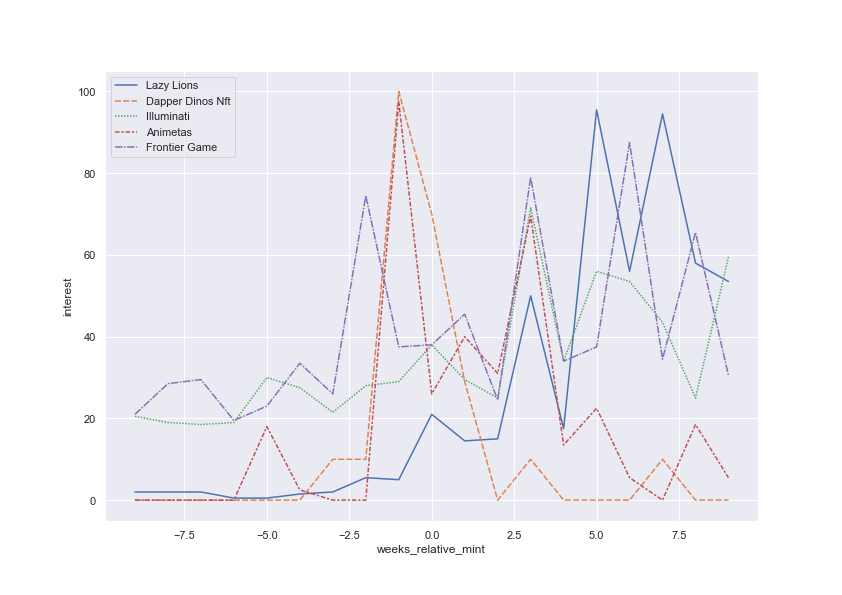 Lazy Lions
Dapper Dinos Nft
Illuminati
Animetas
Frontier Game
100
80
60
40
20
0
interest
−7.5 −5.0 −2.5 0.0 2.5 5.0 7.5
weeks_relative_mint